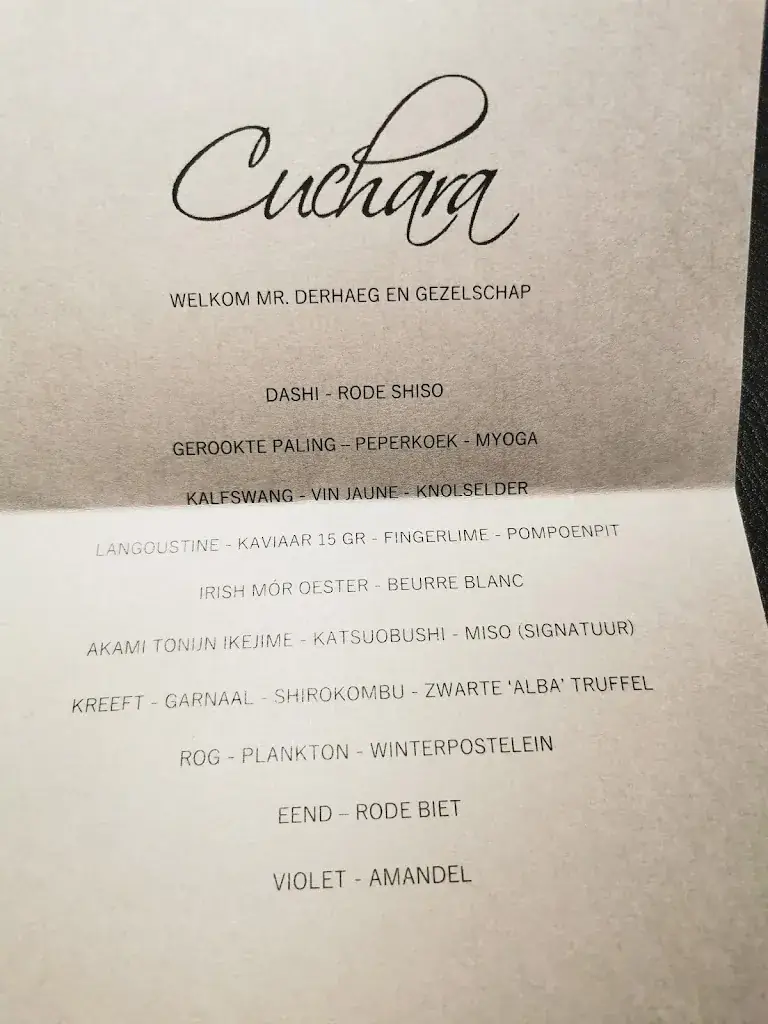 Cuchara
WELKOM MR. DERHAEG EN GEZELSCHAP
DASHI - RODE SHISO
GEROOKTE PALING – PEPERKOEK - MYOGA
KALFSWANG - VIN JAUNE - KNOLSELDER
LANGOUSTINE - KAVIAAR 15 GR - FINGERLIME - POMPOENPIT
IRISH MÓR OESTER - BEURRE BLANC
AKAMI TONIJN IKEJIME - KATSUOBUSHI - MISO (SIGNATUUR)
KREEFT - GARNAAL - SHIROKOMBU - ZWARTE ‘ALBA’ TRUFFEL
ROG - PLANKTON - WINTERPOSTELEIN
EEND – RODE BIET
VIOLET - AMANDEL